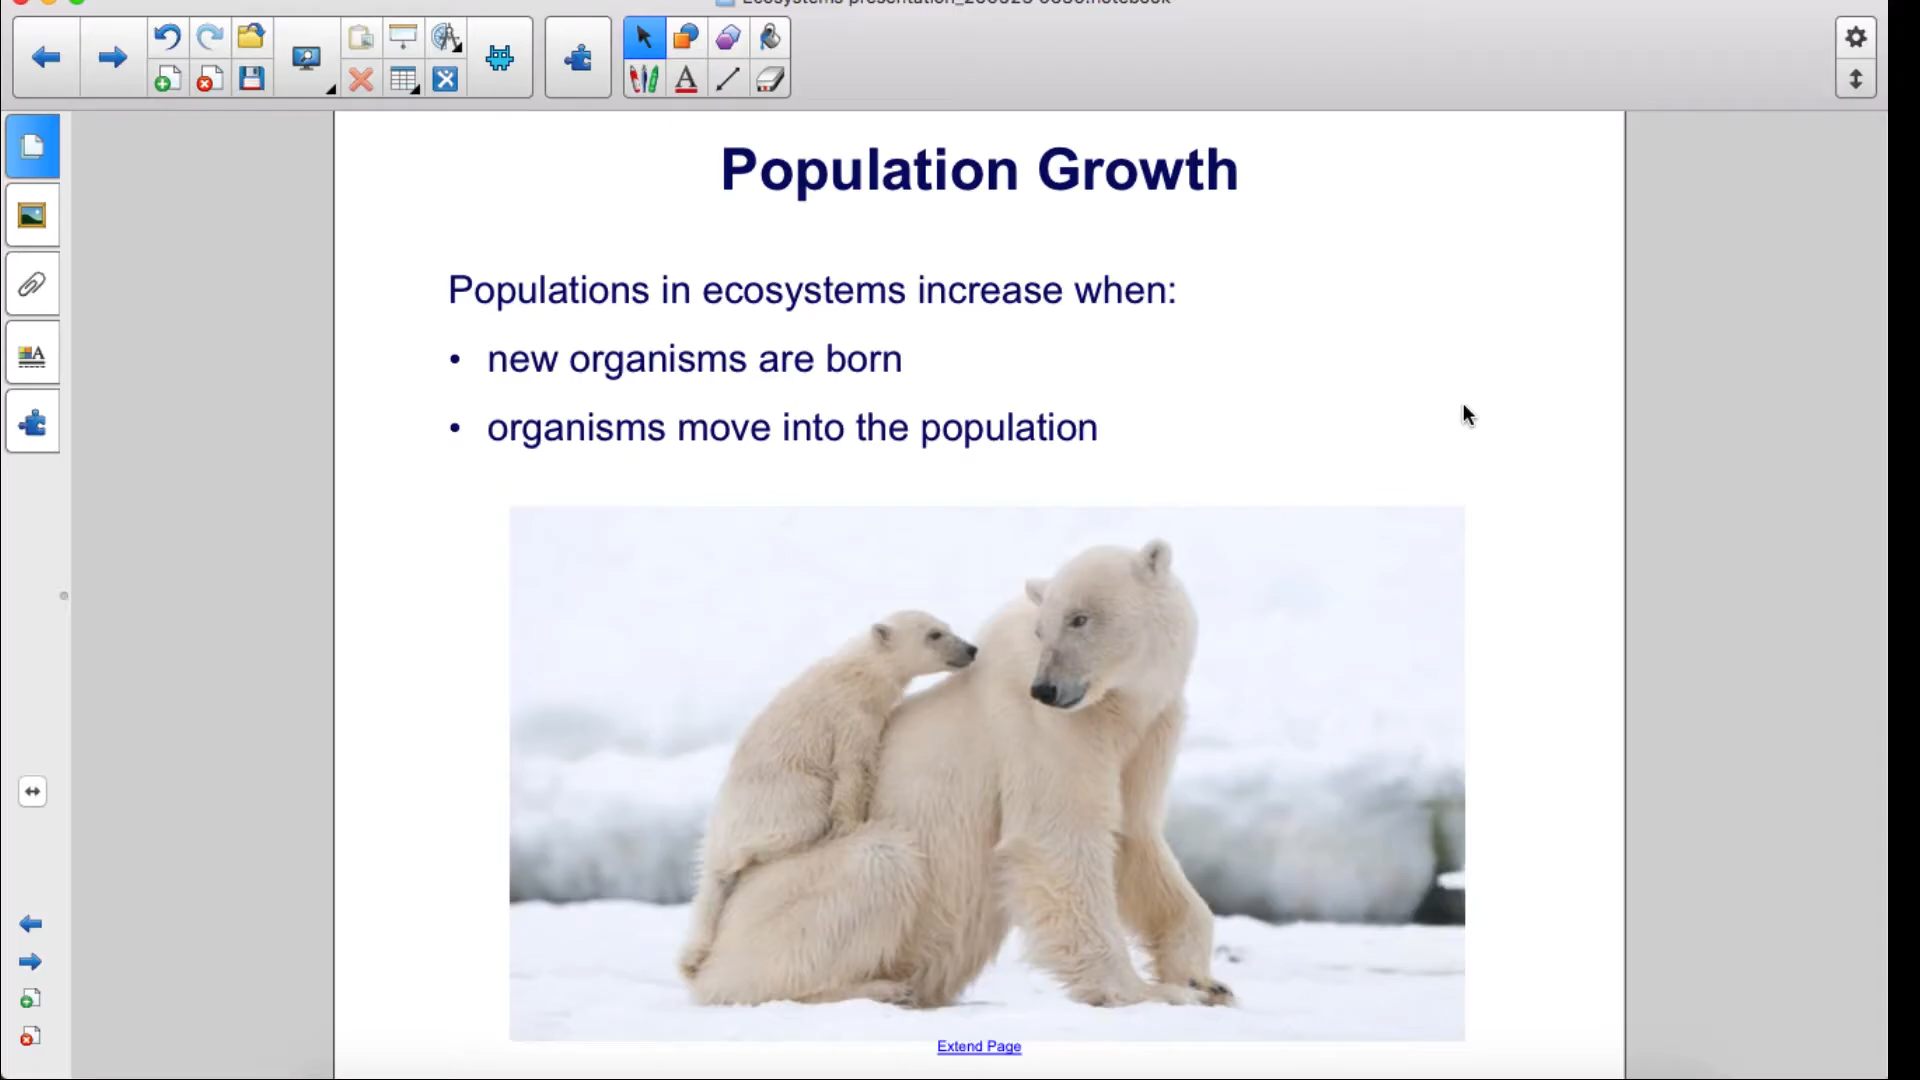 Population Growth
Populations in ecosystems increase when:
• new organisms are born
• organisms move into the population
Extend Page